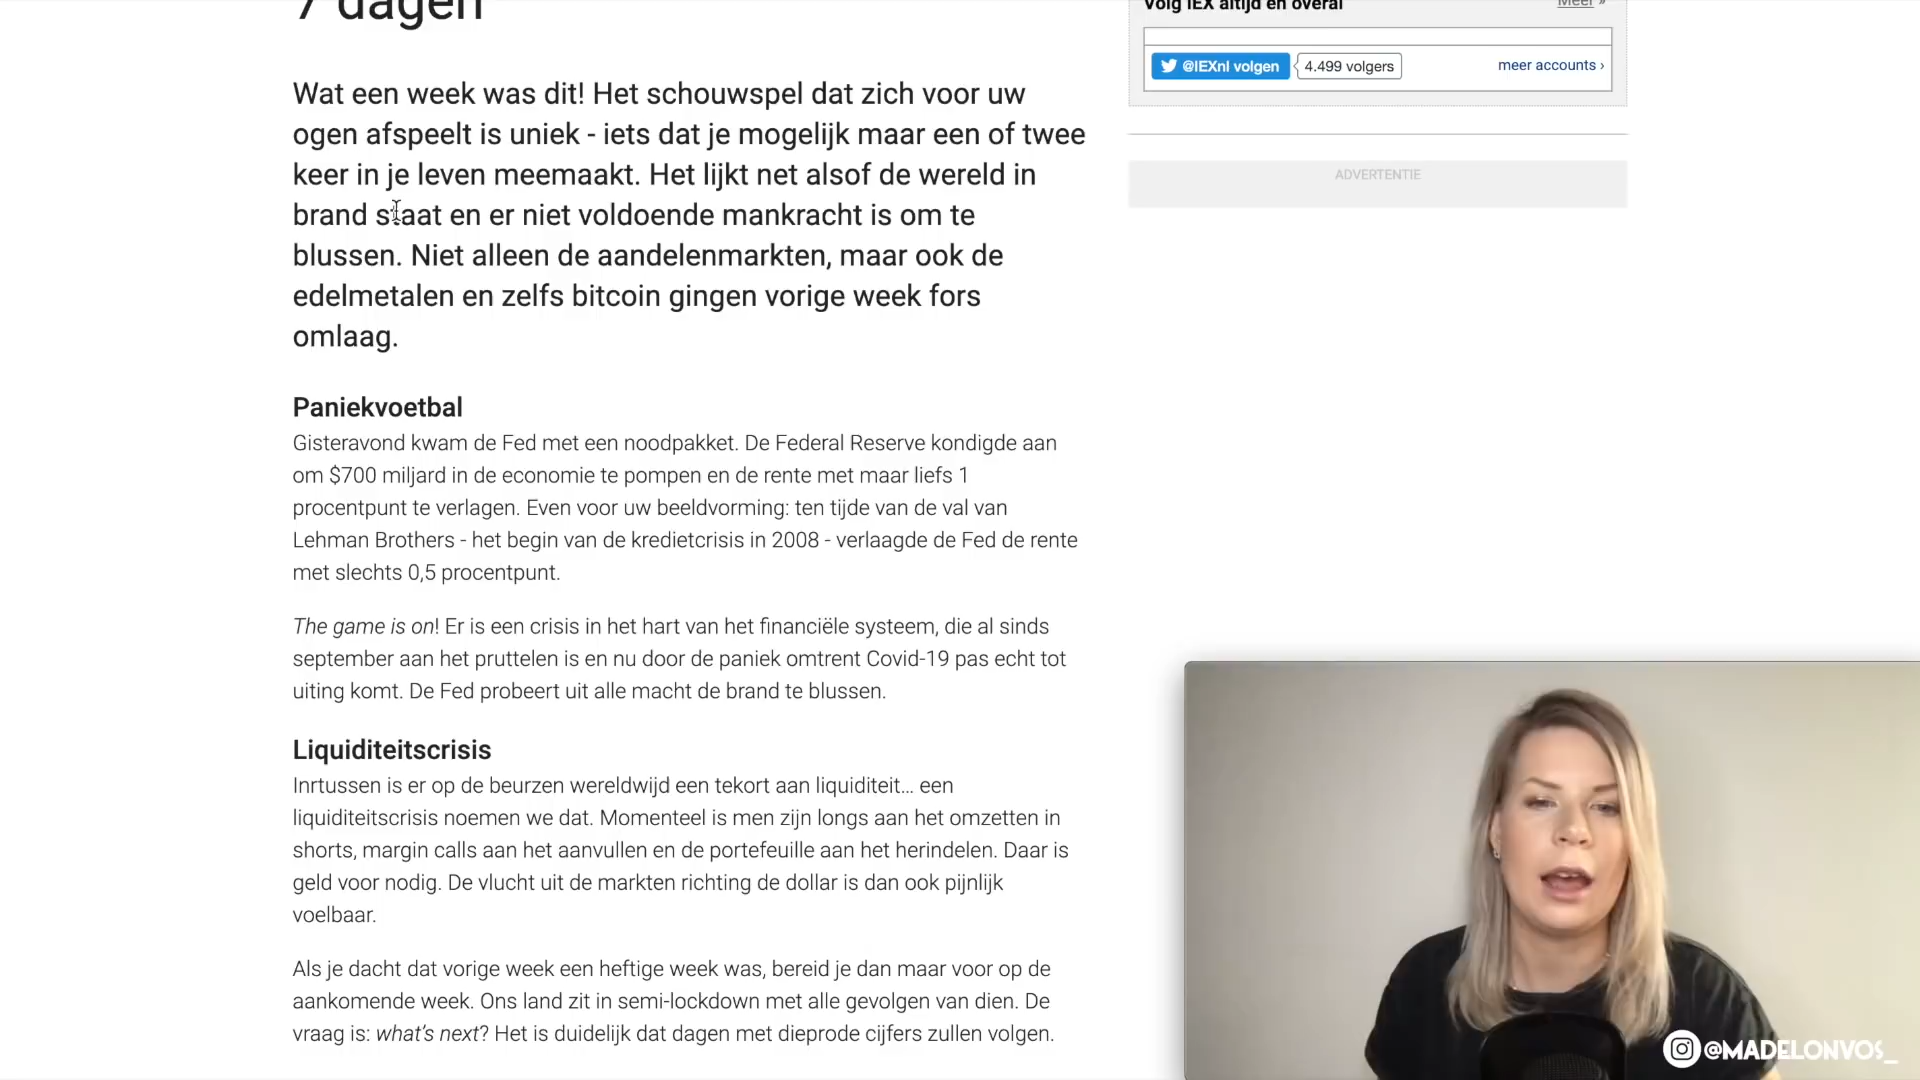 7 dagen
Volg IEX altijd en overal
Meer »
@IEXnl volgen
4.499 volgers
meer accounts ›
ADVERTENTIE
Wat een week was dit! Het schouwspel dat zich voor uw
ogen afspeelt is uniek - iets dat je mogelijk maar een of twee
keer in je leven meemaakt. Het lijkt net alsof de wereld in
brand staat en er niet voldoende mankracht is om te
blussen. Niet alleen de aandelenmarkten, maar ook de
edelmetalen en zelfs bitcoin gingen vorige week fors
omlaag.
Paniekvoetbal
Gisteravond kwam de Fed met een noodpakket. De Federal Reserve kondigde aan
om $700 miljard in de economie te pompen en de rente met maar liefs 1
procentpunt te verlagen. Even voor uw beeldvorming: ten tijde van de val van
Lehman Brothers - het begin van de kredietcrisis in 2008 - verlaagde de Fed de rente
met slechts 0,5 procentpunt.
The game is on! Er is een crisis in het hart van het financiële systeem, die al sinds
september aan het pruttelen is en nu door de paniek omtrent Covid-19 pas echt tot
uiting komt. De Fed probeert uit alle macht de brand te blussen.
Liquiditeitscrisis
Inrtussen is er op de beurzen wereldwijd een tekort aan liquiditeit... een
liquiditeitscrisis noemen we dat. Momenteel is men zijn longs aan het omzetten in
shorts, margin calls aan het aanvullen en de portefeuille aan het herindelen. Daar is
geld voor nodig. De vlucht uit de markten richting de dollar is dan ook pijnlijk
voelbaar.
Als je dacht dat vorige week een heftige week was, bereid je dan maar voor op de
aankomende week. Ons land zit in semi-lockdown met alle gevolgen van dien. De
vraag is: what's next? Het is duidelijk dat dagen met dieprode cijfers zullen volgen.
@MADELONVOS_